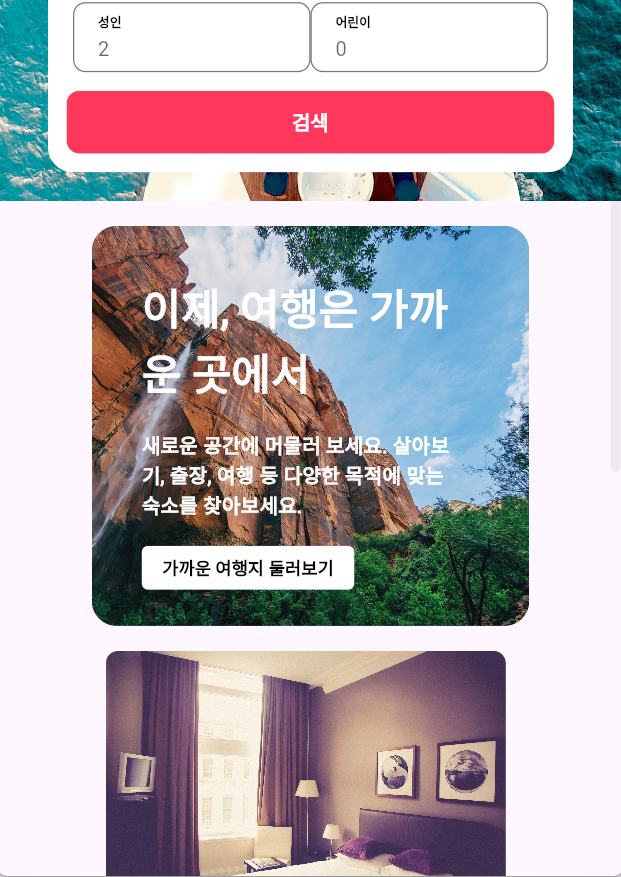 성인
어린이
2
0
검색
이제, 여행은 가까
운 곳에서
새로운 공간에 머물러 보세요. 살아보
기, 출장, 여행 등 다양한 목적에 맞는
숙소를 찾아보세요.
가까운 여행지 둘러보기